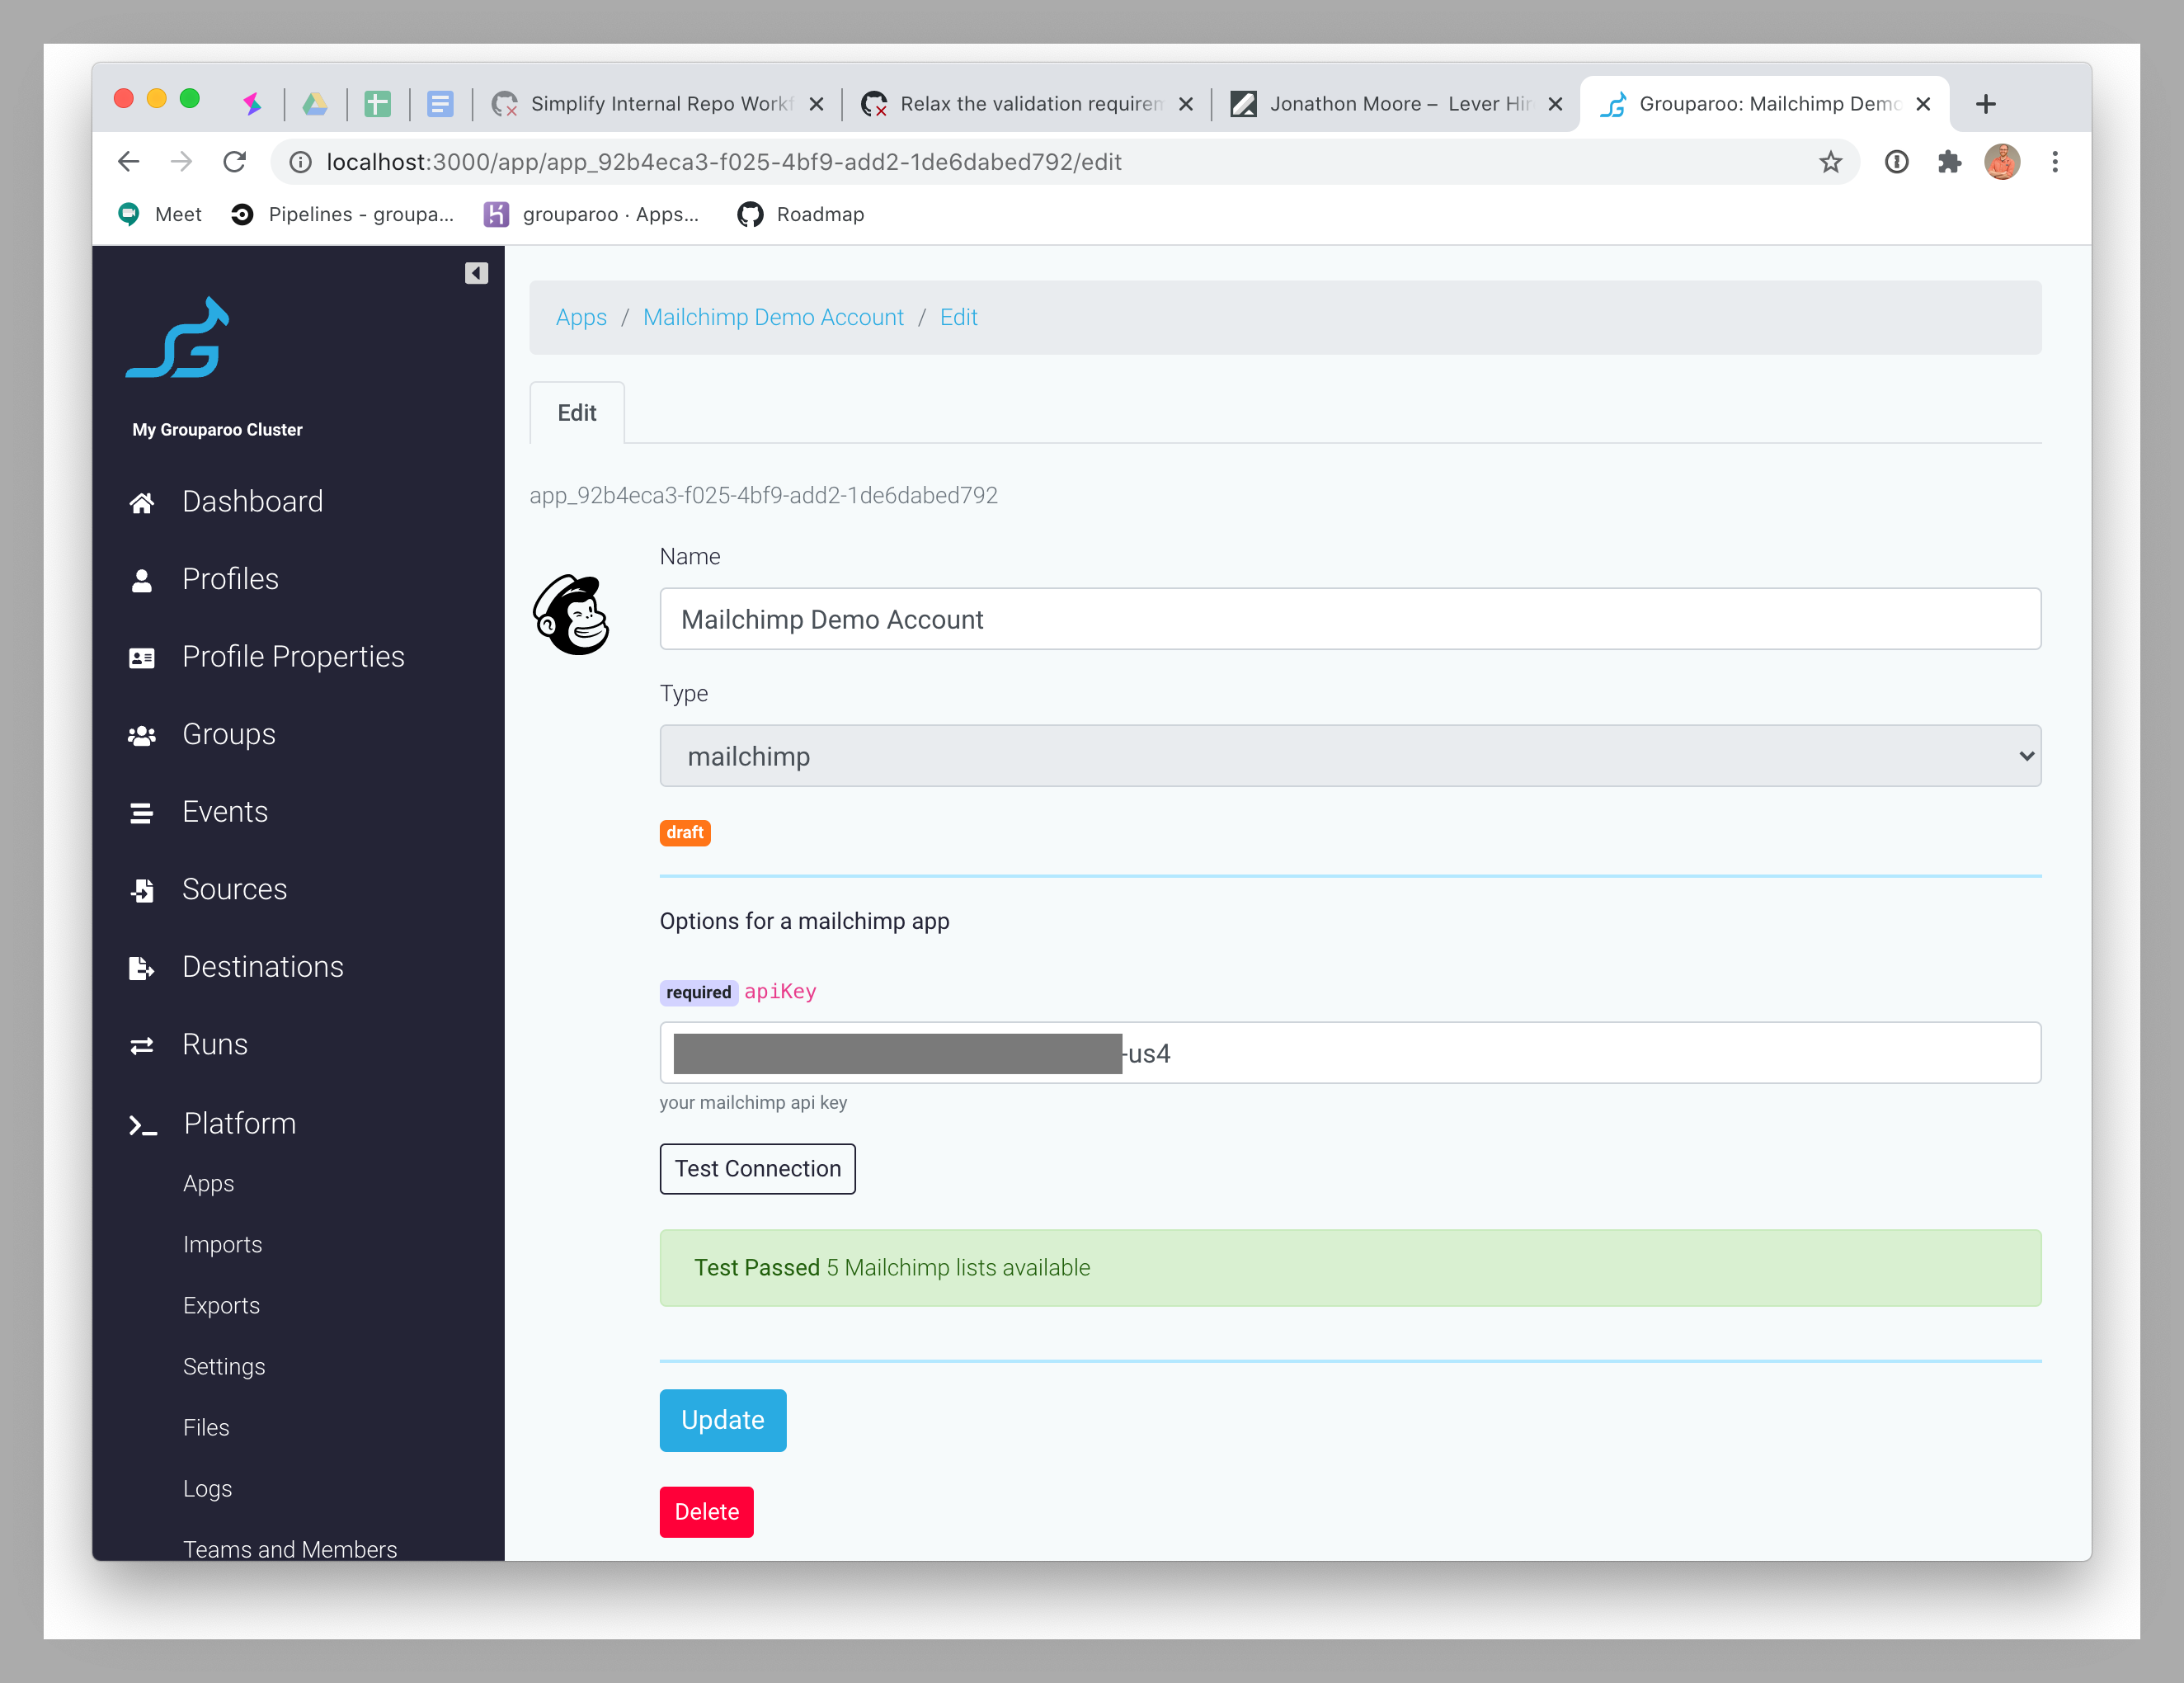 Simplify Internal Repo Workf
Relax the validation requirem
Jonathon Moore – Lever Hir
Grouparoo: Mailchimp Demo
localhost:3000/app/app_92b4eca3-f025-4bf9-add2-1de6dabed792/edit
Meet
Pipelines - groupa...
grouparoo · Apps...
Roadmap
My Grouparoo Cluster
Dashboard
Profiles
Profile Properties
Groups
Events
Sources
Destinations
Runs
Platform
Apps
Imports
Exports
Settings
Files
Logs
Teams and Members
Apps / Mailchimp Demo Account / Edit
Edit
app_92b4eca3-f025-4bf9-add2-1de6dabed792
Name
Mailchimp Demo Account
Type
mailchimp
draft
Options for a mailchimp app
required apiKey
-us4
your mailchimp api key
Test Connection
Test Passed 5 Mailchimp lists available
Update
Delete